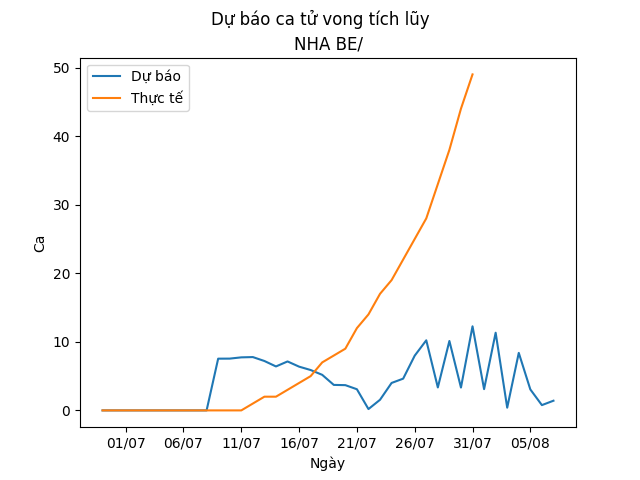 Dự báo ca tử vong tích lũy
NHA BE/
Dự báo
Thực tế
Ca
50
40
30
20
10
0
01/07 06/07 11/07 16/07 21/07 26/07 31/07 05/08
Ngày